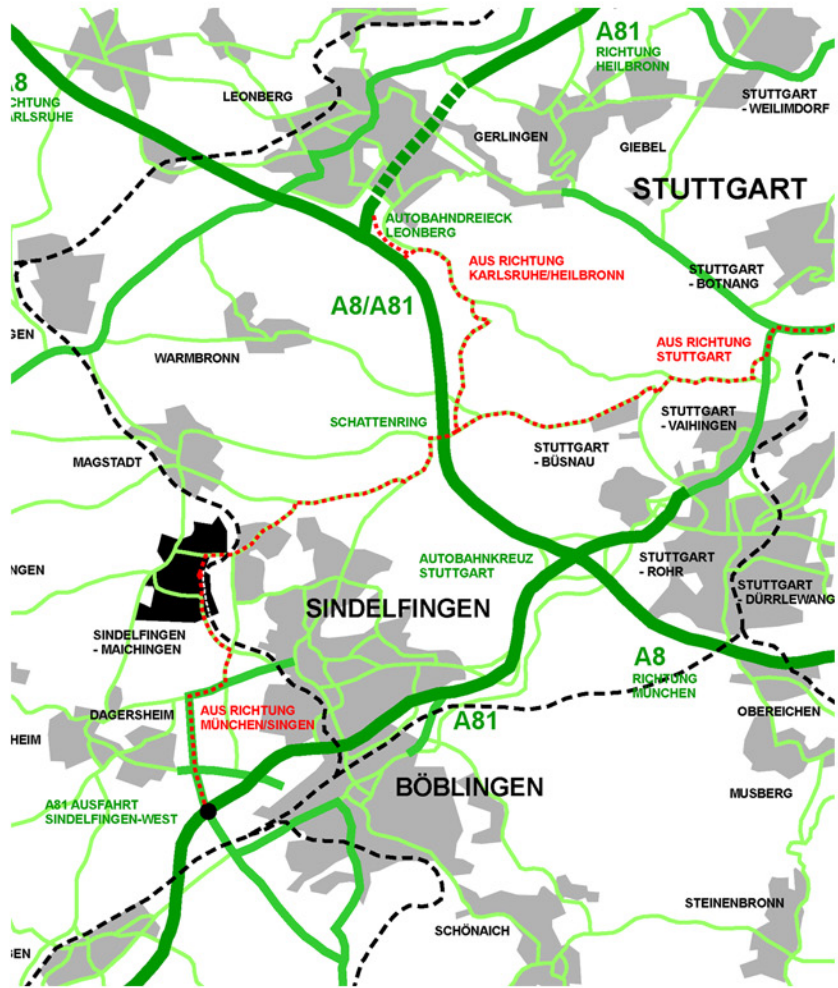 A81
RICHTUNG
HEILBRONN
A8
LEONBERG
STUTTGART
- WEILIMDORF
GERLINGEN
GIEBEL
STUTTGART
AUTOBAHNDREIECK
LEONBERG
AUS RICHTUNG
KARLSRUHE/HEILBRONN
STUTTGART
- BOTNANG
A8/A81
AUS RICHTUNG
STUTTGART
WARMBRONN
SCHATTENRING
STUTTGART
- VAIHINGEN
STUTTGART
- BÜSNAU
MAGSTADT
AUTOBAHNKREUZ
STUTTGART
STUTTGART
- ROHR
STUTTGART
- DÜRRLEWANG
SINDELFINGEN
SINDELFINGEN
- MAICHINGEN
A8
RICHTUNG
MÜNCHEN
DAGERSHEIM
AUS RICHTUNG
MÜNCHEN/SINGEN
A81
OBEREICHEN
HEIM
BÖBLINGEN
MUSBERG
A81 AUSFAHRT
SINDELFINGEN-WEST
STEINENBRONN
SCHÖNAICH